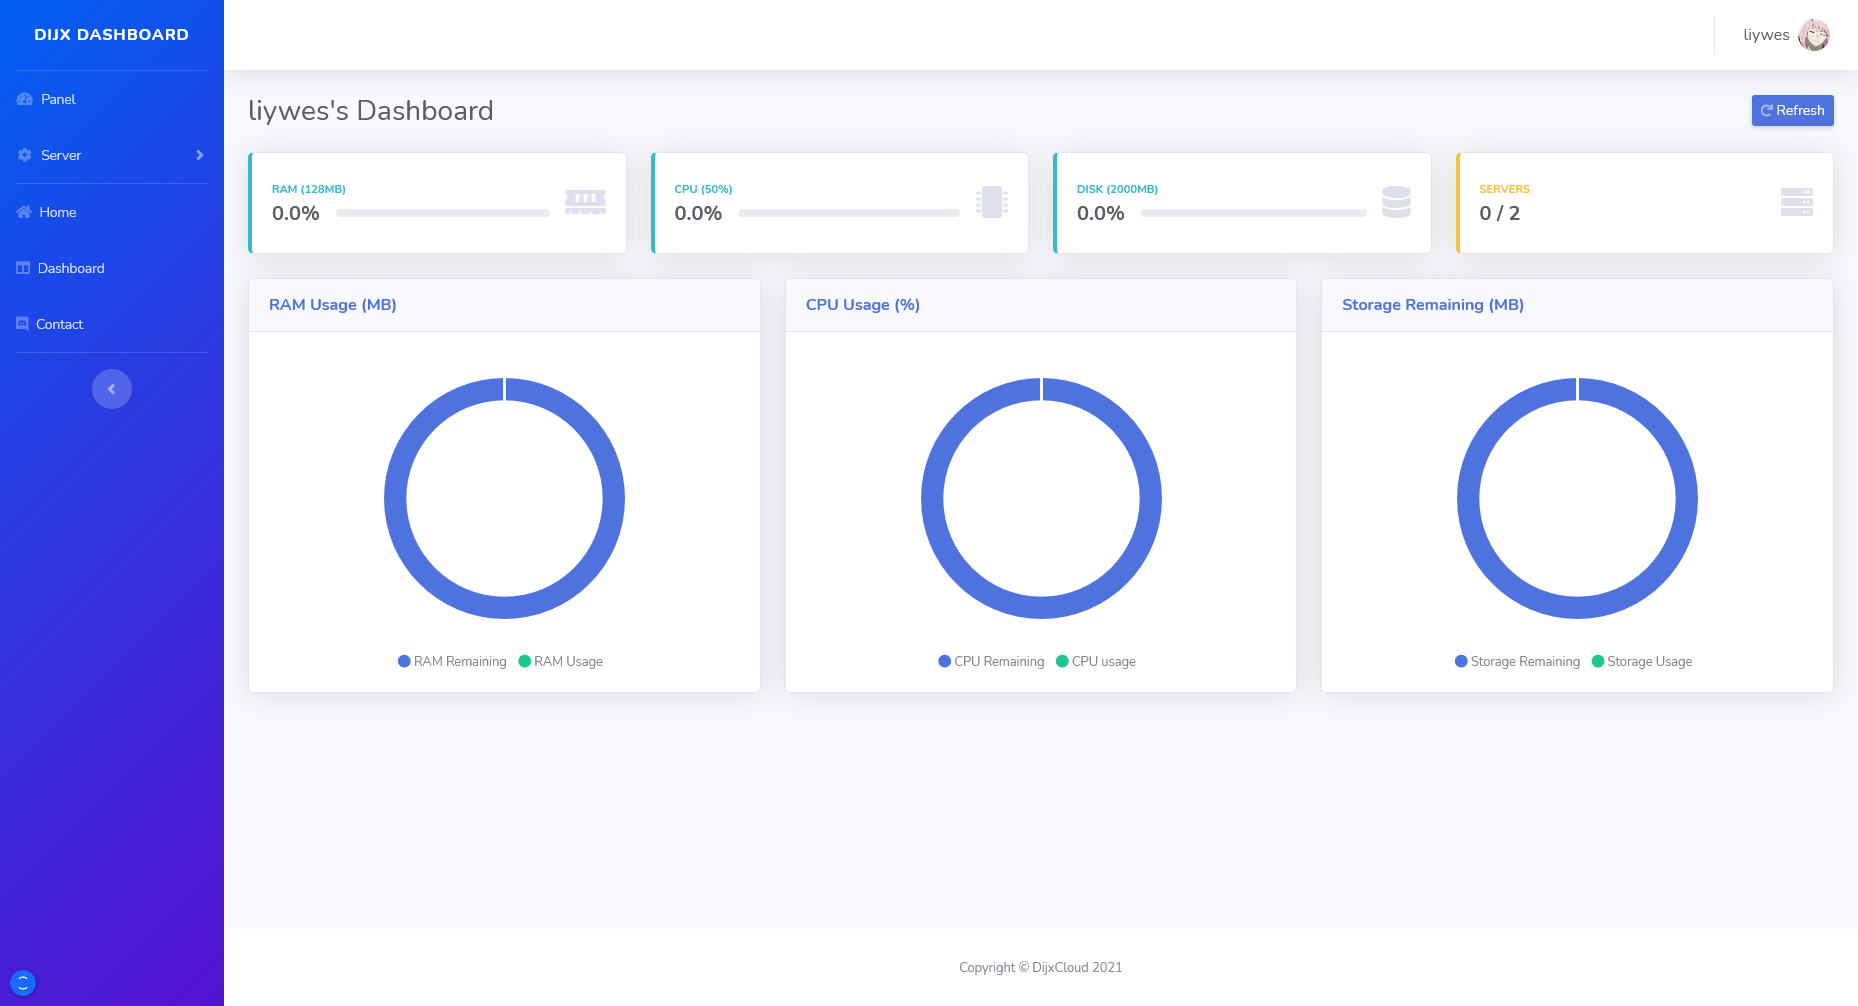 DIJX DASHBOARD
liywes
Panel
Server
Home
Dashboard
Contact
liywes's Dashboard
Refresh
RAM (128MB)
0.0%
CPU (50%)
0.0%
DISK (2000MB)
0.0%
SERVERS
0 / 2
RAM Usage (MB)
RAM Remaining RAM Usage
CPU Usage (%)
CPU Remaining CPU usage
Storage Remaining (MB)
Storage Remaining Storage Usage
Copyright © DijxCloud 2021